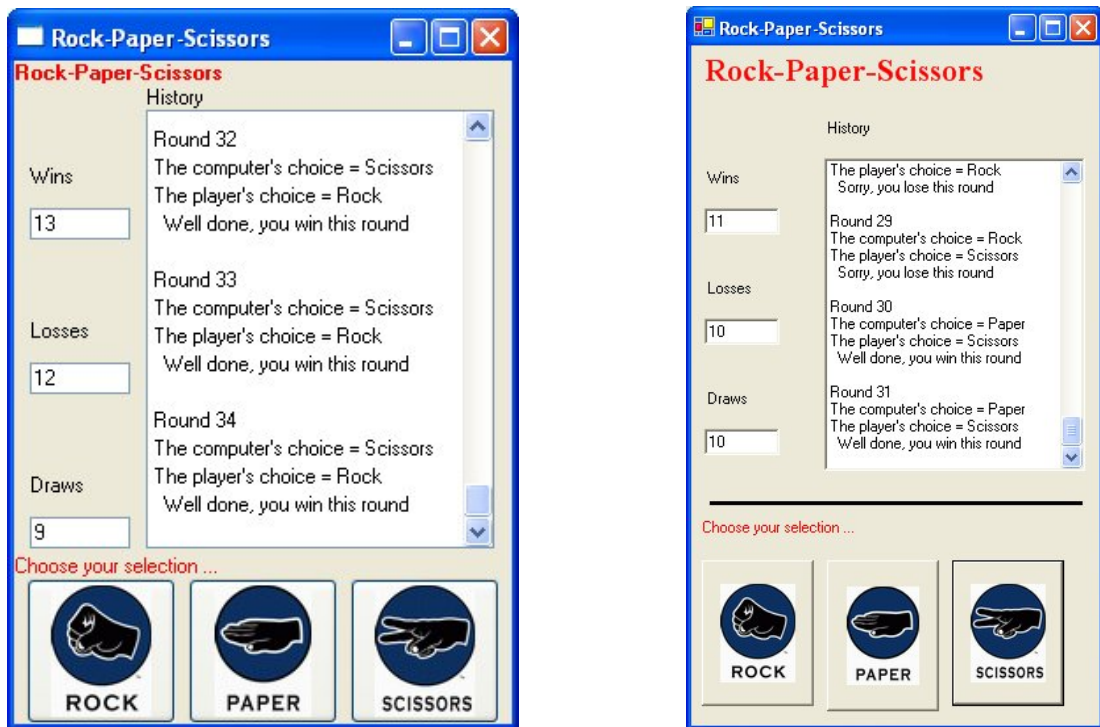 Rock-Paper-Scissors
Rock-Paper-Scissors
History
Round 32
The computer's choice = Scissors
The player's choice = Rock
Well done, you win this round
Round 33
The computer's choice = Scissors
The player's choice = Rock
Well done, you win this round
Round 34
The computer's choice = Scissors
The player's choice = Rock
Well done, you win this round
Wins
13
Losses
12
Draws
9
Choose your selection ...
ROCK
PAPER
SCISSORS
Rock-Paper-Scissors
Rock-Paper-Scissors
History
The player's choice = Rock
Sorry, you lose this round
Round 29
The computer's choice = Rock
The player's choice = Scissors
Sorry, you lose this round
Round 30
The computer's choice = Paper
The player's choice = Scissors
Well done, you win this round
Round 31
The computer's choice = Paper
The player's choice = Scissors
Well done, you win this round
Wins
11
Losses
10
Draws
10
Choose your selection ...
ROCK
PAPER
SCISSORS